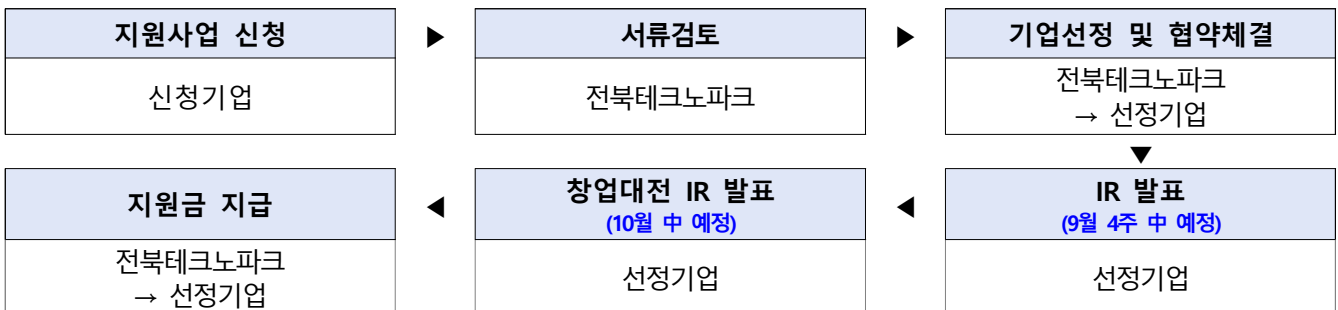 지원사업 신청
▶
서류검토
▶
기업선정 및 협약체결
신청기업
전북테크노파크
전북테크노파크
→ 선정기업
▼
지원금 지급
◀
창업대전 IR 발표
(10월 中 예정)
◀
IR 발표
(9월 4주 中 예정)
전북테크노파크
→ 선정기업
선정기업
선정기업